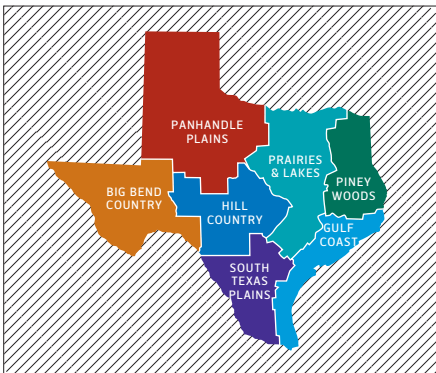 PANHANDLE
PLAINS
PRAIRIES
& LAKES
PINEY
WOODS
BIG BEND
COUNTRY
HILL
COUNTRY
GULF
COAST
SOUTH
TEXAS
PLAINS